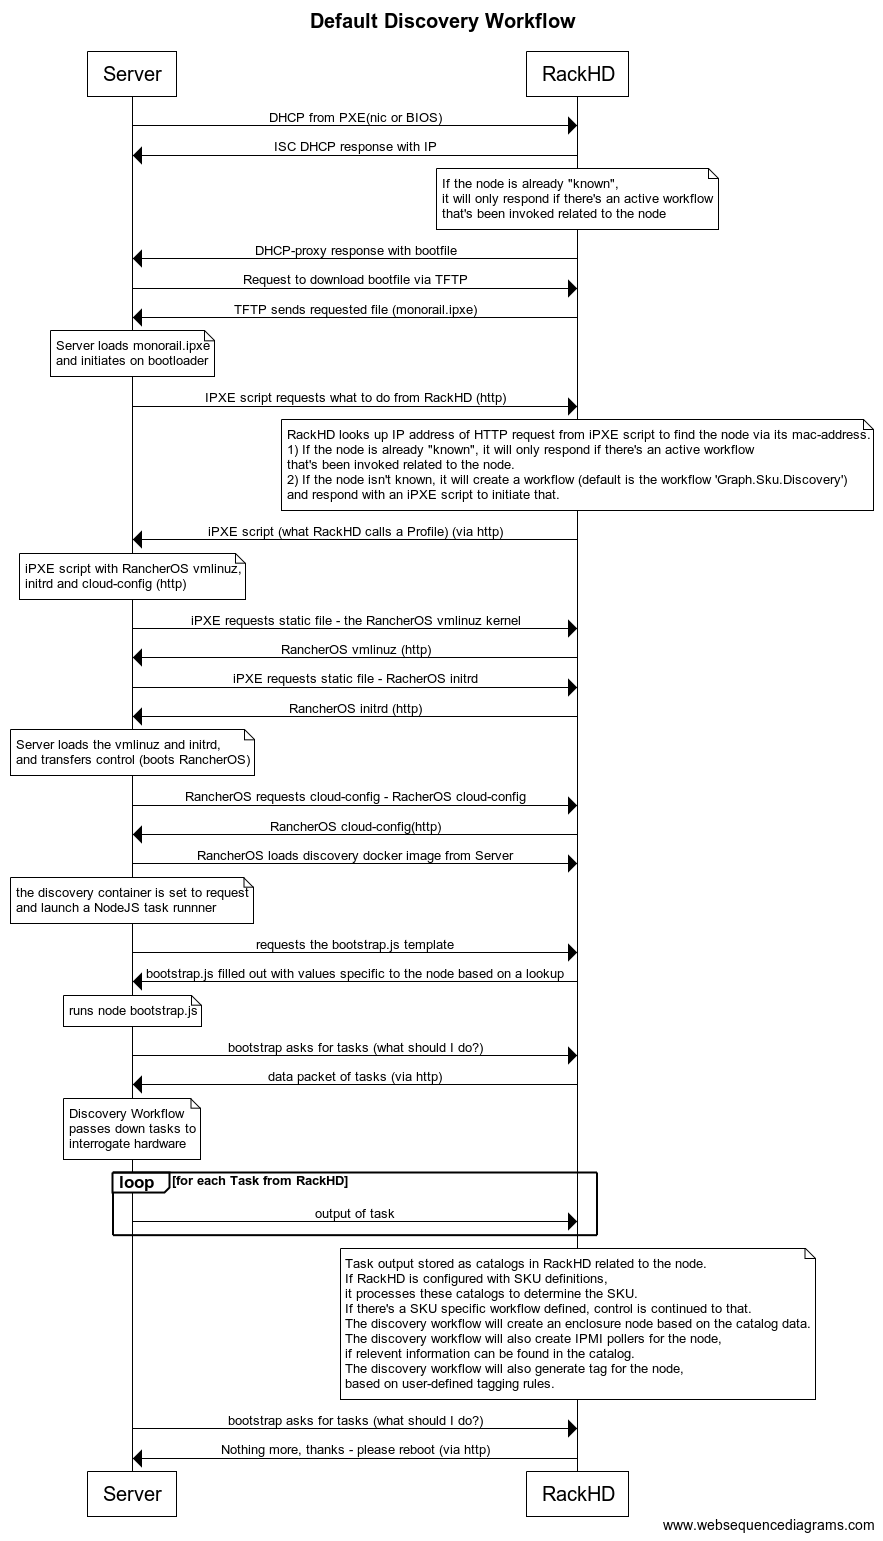 Default Discovery Workflow
Server
RackHD
DHCP from PXE(nic or BIOS)
ISC DHCP response with IP
If the node is already "known",
it will only respond if there's an active workflow
that's been invoked related to the node
DHCP-proxy response with bootfile
Request to download bootfile via TFTP
TFTP sends requested file (monorail.ipxe)
Server loads monorail.ipxe
and initiates on bootloader
IPXE script requests what to do from RackHD (http)
RackHD looks up IP address of HTTP request from iPXE script to find the node via its mac-address.
1) If the node is already "known", it will only respond if there's an active workflow
that's been invoked related to the node.
2) If the node isn't known, it will create a workflow (default is the workflow 'Graph.Sku.Discovery')
and respond with an iPXE script to initiate that.
iPXE script (what RackHD calls a Profile) (via http)
iPXE script with RancherOS vmlinuz,
initrd and cloud-config (http)
iPXE requests static file - the RancherOS vmlinuz kernel
RancherOS vmlinuz (http)
iPXE requests static file - RacherOS initrd
RancherOS initrd (http)
Server loads the vmlinuz and initrd,
and transfers control (boots RancherOS)
RancherOS requests cloud-config - RacherOS cloud-config
RancherOS cloud-config(http)
RancherOS loads discovery docker image from Server
the discovery container is set to request
and launch a NodeJS task runnner
requests the bootstrap.js template
bootstrap.js filled out with values specific to the node based on a lookup
runs node bootstrap.js
bootstrap asks for tasks (what should I do?)
data packet of tasks (via http)
Discovery Workflow
passes down tasks to
interrogate hardware
loop
[for each Task from RackHD]
output of task
Task output stored as catalogs in RackHD related to the node.
If RackHD is configured with SKU definitions,
it processes these catalogs to determine the SKU.
If there's a SKU specific workflow defined, control is continued to that.
The discovery workflow will create an enclosure node based on the catalog data.
The discovery workflow will also create IPMI pollers for the node,
if relevent information can be found in the catalog.
The discovery workflow will also generate tag for the node,
based on user-defined tagging rules.
bootstrap asks for tasks (what should I do?)
Nothing more, thanks - please reboot (via http)
Server
RackHD
www.websequencediagrams.com